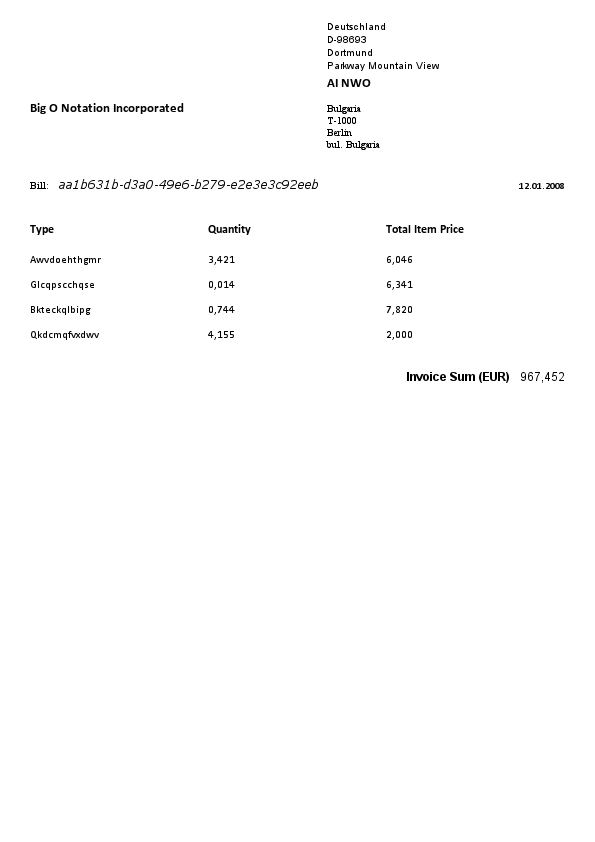 Deutschland
D-98693
Dortmund
Parkway Mountain View
AI NWO
Big O Notation Incorporated
Bulgaria
T-1000
Berlin
bul. Bulgaria
Bill: aa1b631b-d3a0-49e6-b279-e2e3e3c92eeb 12.01.2008
Type Quantity Total Item Price
Awvdoehthgmr 3,421 6,046
Glcqpscchqse 0,014 6,341
Bkteckqlbipg 0,744 7,820
Qkdcmqfvxdwv 4,155 2,000
Invoice Sum (EUR) 967,452